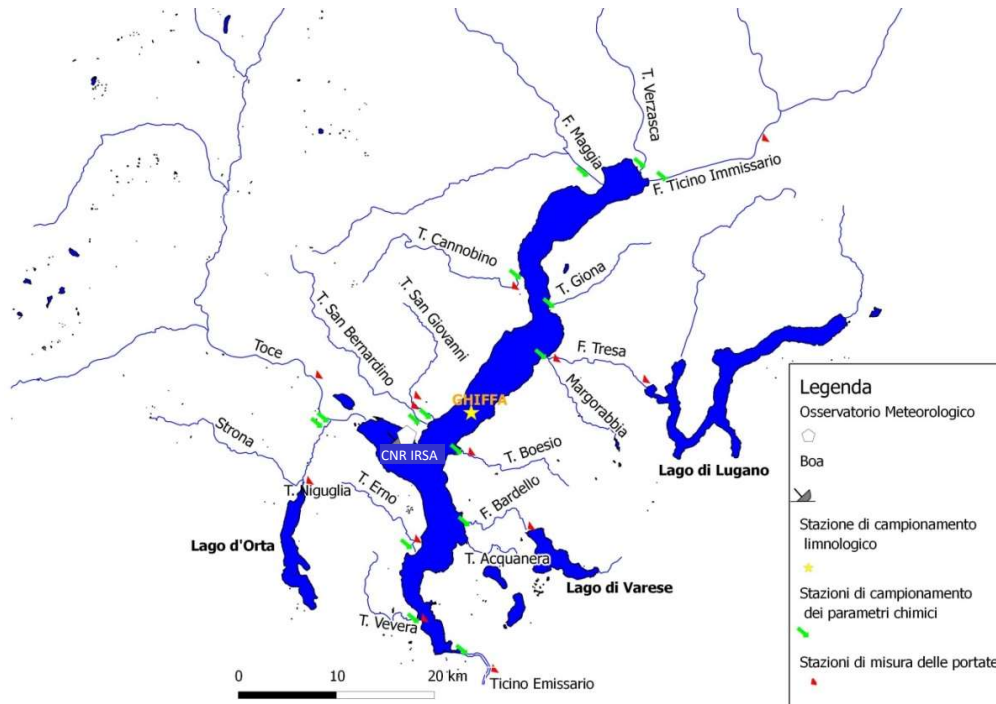 T. Verzasca
F. Maggia
F. Ticino Immissario
T. Cannobino
T. Giona
T. San Giovanni
T. San Bernardino
F. Tresa
Toce
Margorabbia
GHIFFA
Strona
CNR IRSA
T. Boesio
Lago di Lugano
T. Niguglia
T. Erno
F. Bardello
Lago d'Orta
T. Acquanera
Lago di Varese
T. Vevera
Ticino Emissario
0 10 20 km
Legenda
Osservatorio Meteorologico
Boa
Stazione di campionamento
limnologico
Stazioni di campionamento
dei parametri chimici
Stazioni di misura delle portate